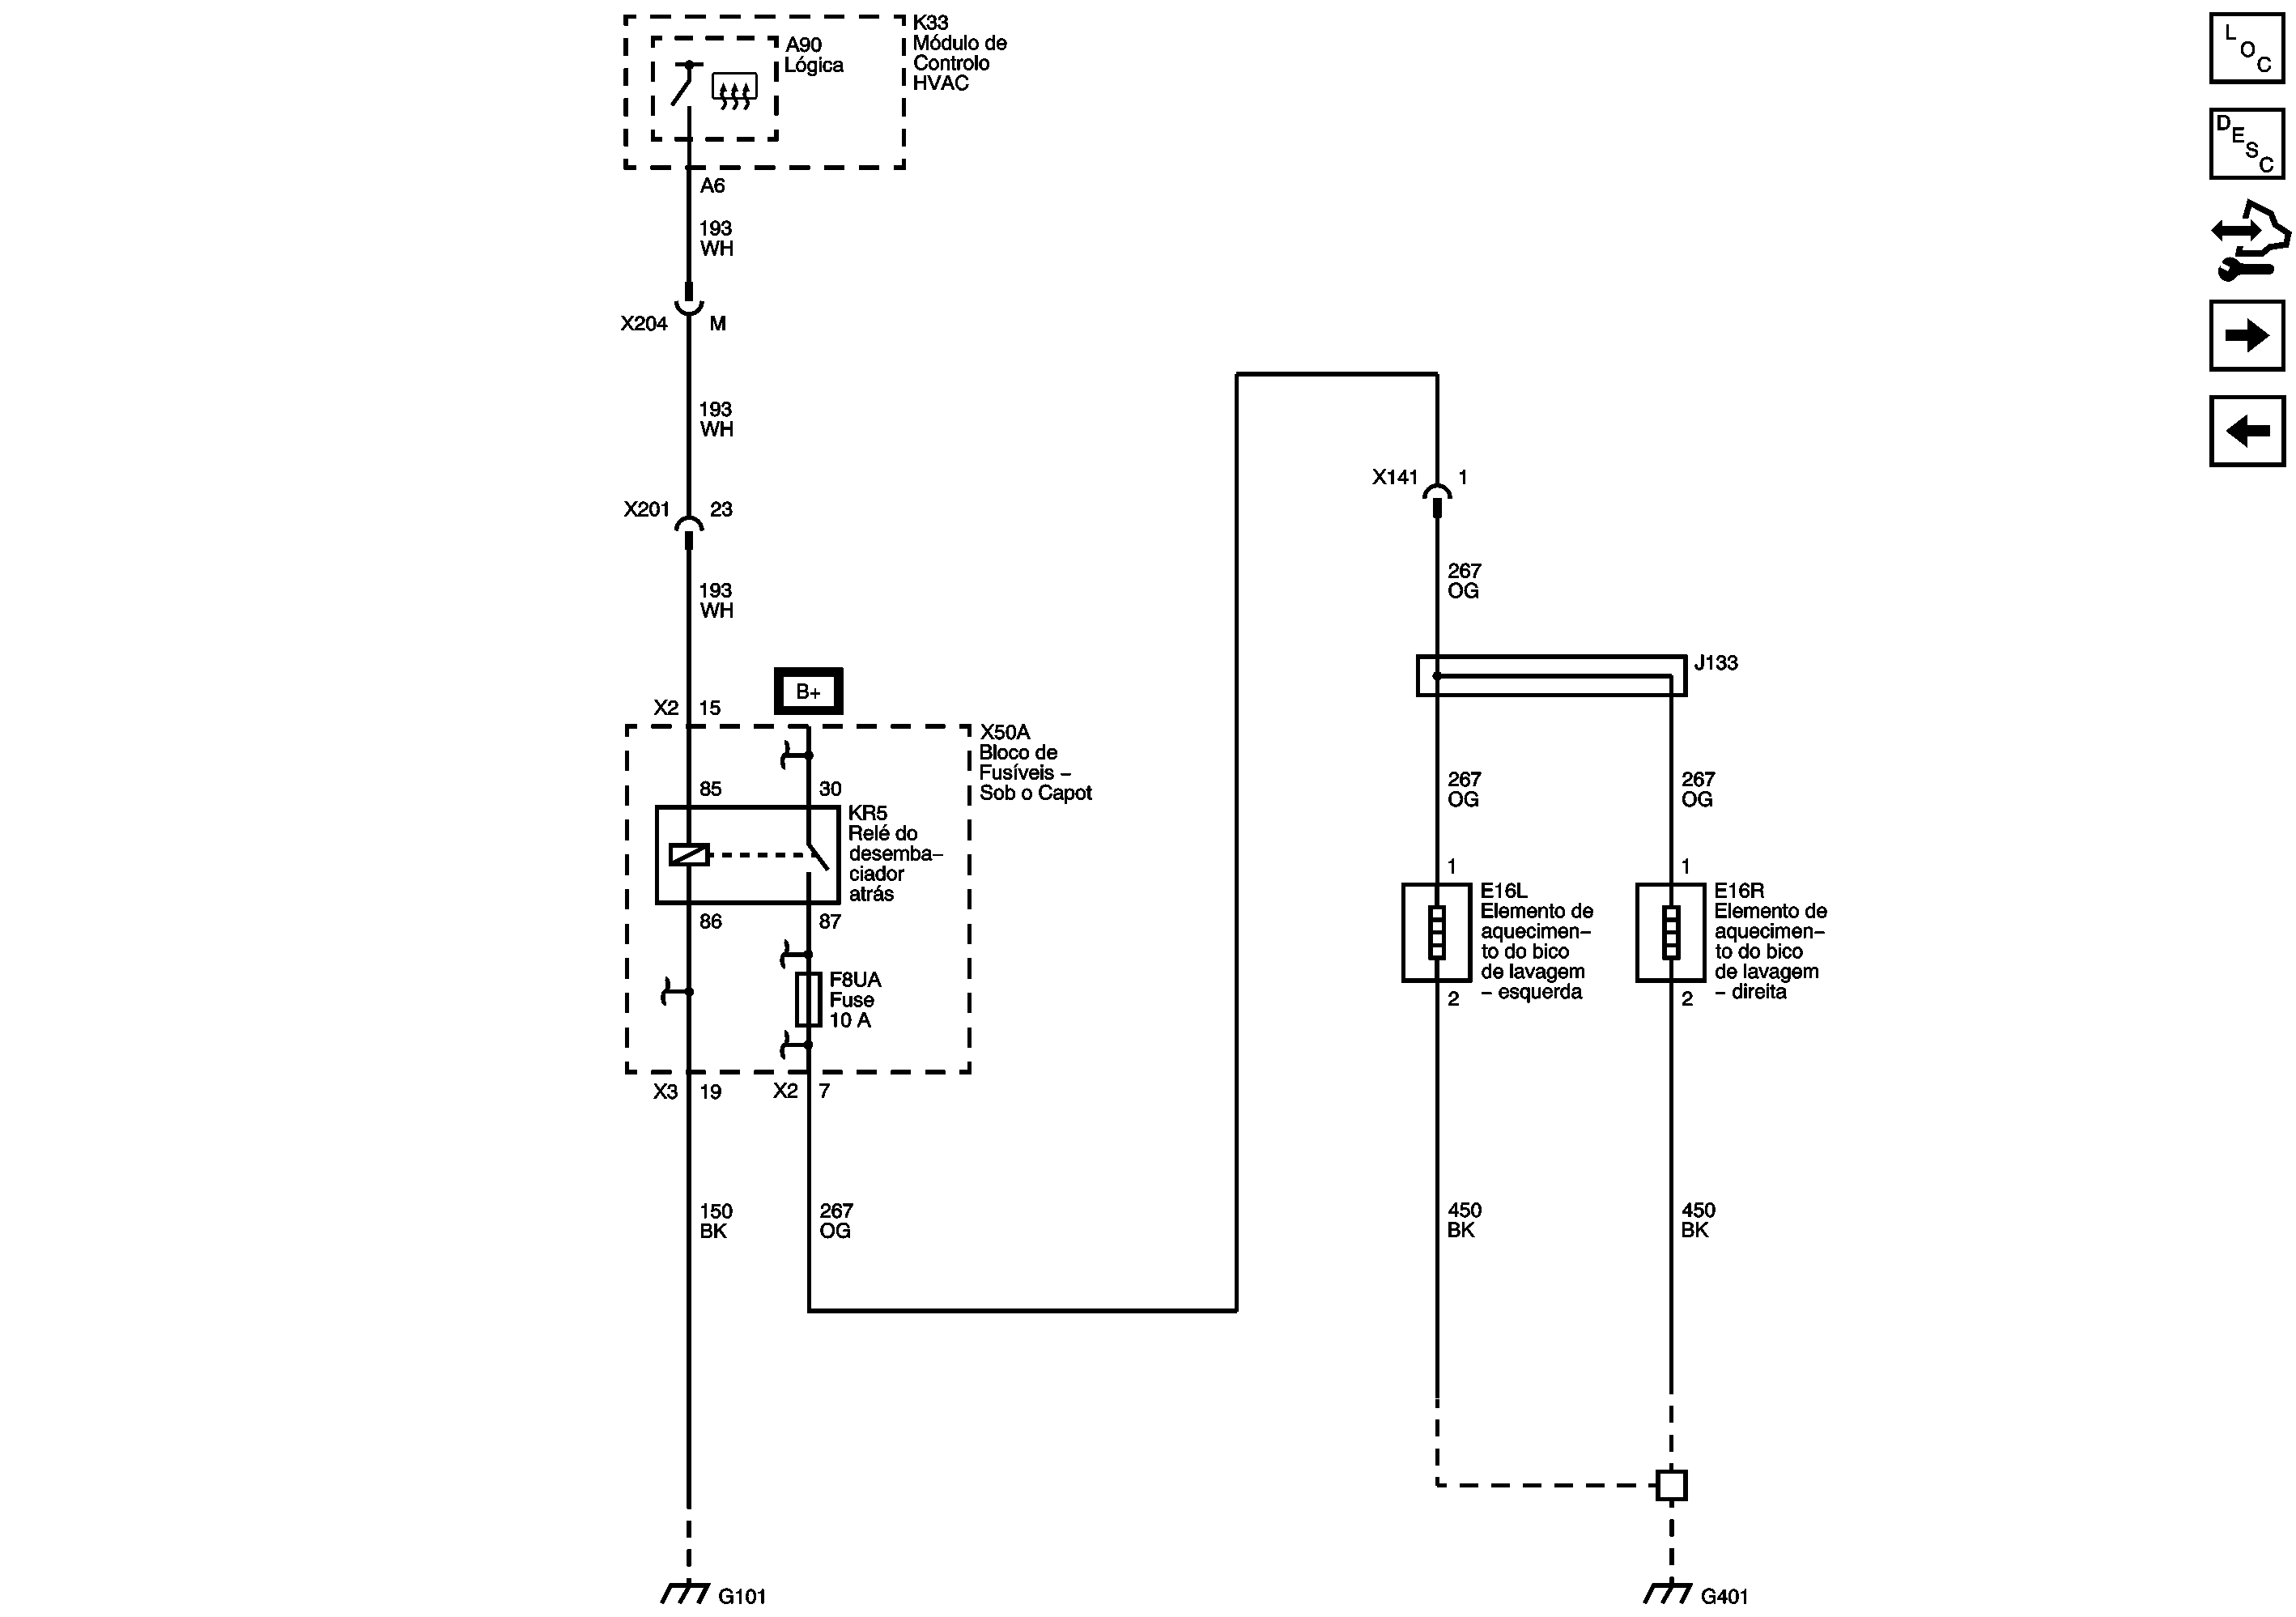 K33
Módulo de
Controlo
HVAC
A90
Lógica
A6
193
WH
X204 M
193
WH
X201 23
193
WH
B+
X2 15
X50A
Bloco de
Fusíveis –
Sob o Capot
85 30
KR5
Relé do
desemba–
ciador
atrás
86 87
F8UA
Fuse
10 A
X3 19 X2 7
150
BK
267
OG
G101
X141 1
267
OG
J133
267
OG
267
OG
1
E16L
Elemento de
aquecimen–
to do bico
de lavagem
– esquerda
2
1
E16R
Elemento de
aquecimen–
to do bico
de lavagem
– direita
2
450
BK
450
BK
G401
LOC
DESC